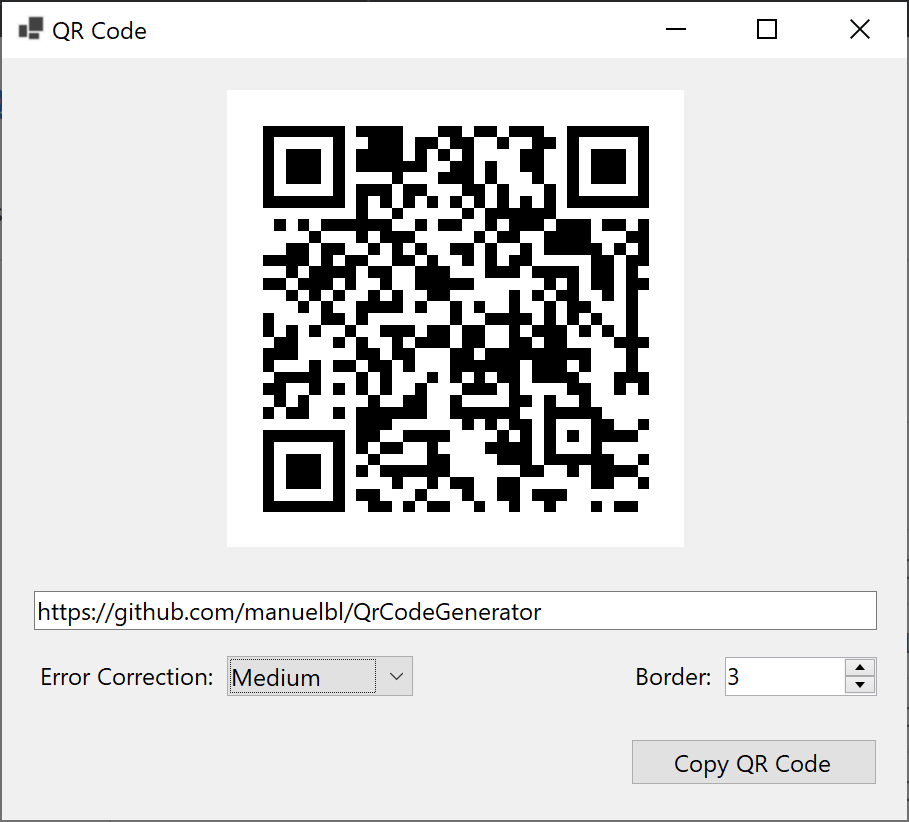 QR Code
https://github.com/manuelbl/QrCodeGenerator
Error Correction: Medium Border: 3
Copy QR Code